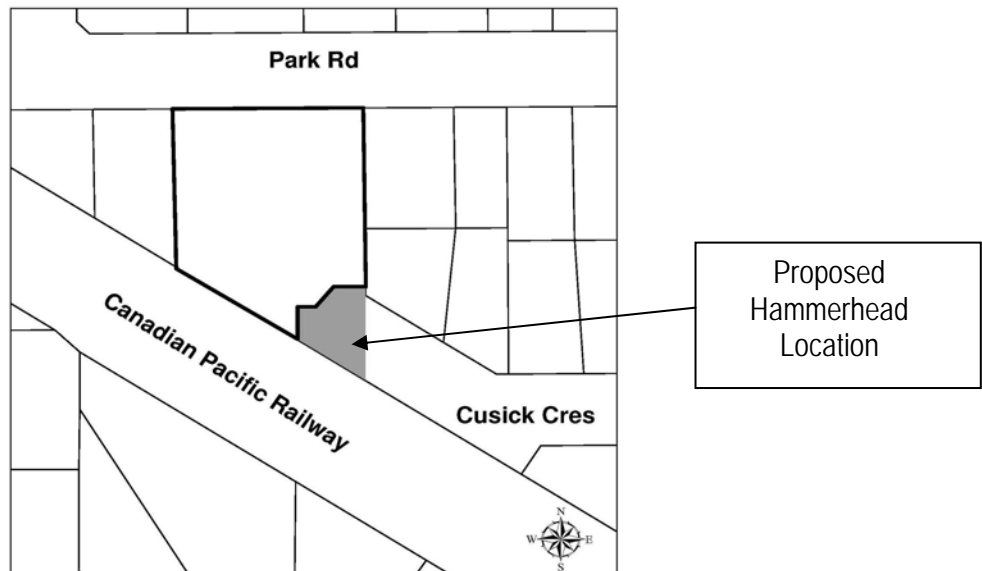 Park Rd
Proposed
Hammerhead
Location
Canadian Pacific Railway
Cusick Cres
N
W E
S